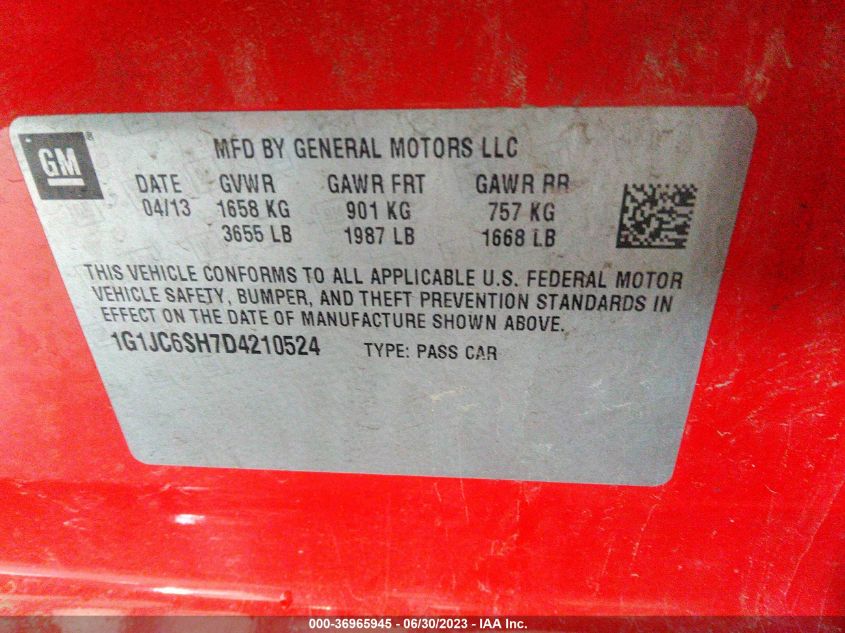 GM ®
MFD BY GENERAL MOTORS LLC
DATE GVWR GAWR FRT GAWR RR
04/13 1658 KG 901 KG 757 KG
3655 LB 1987 LB 1668 LB
THIS VEHICLE CONFORMS TO ALL APPLICABLE U.S. FEDERAL MOTOR
VEHICLE SAFETY, BUMPER, AND THEFT PREVENTION STANDARDS IN
EFFECT ON THE DATE OF MANUFACTURE SHOWN ABOVE.
1G1JC6SH7D4210524 TYPE: PASS CAR
000-36965945 - 06/30/2023 - IAA Inc.